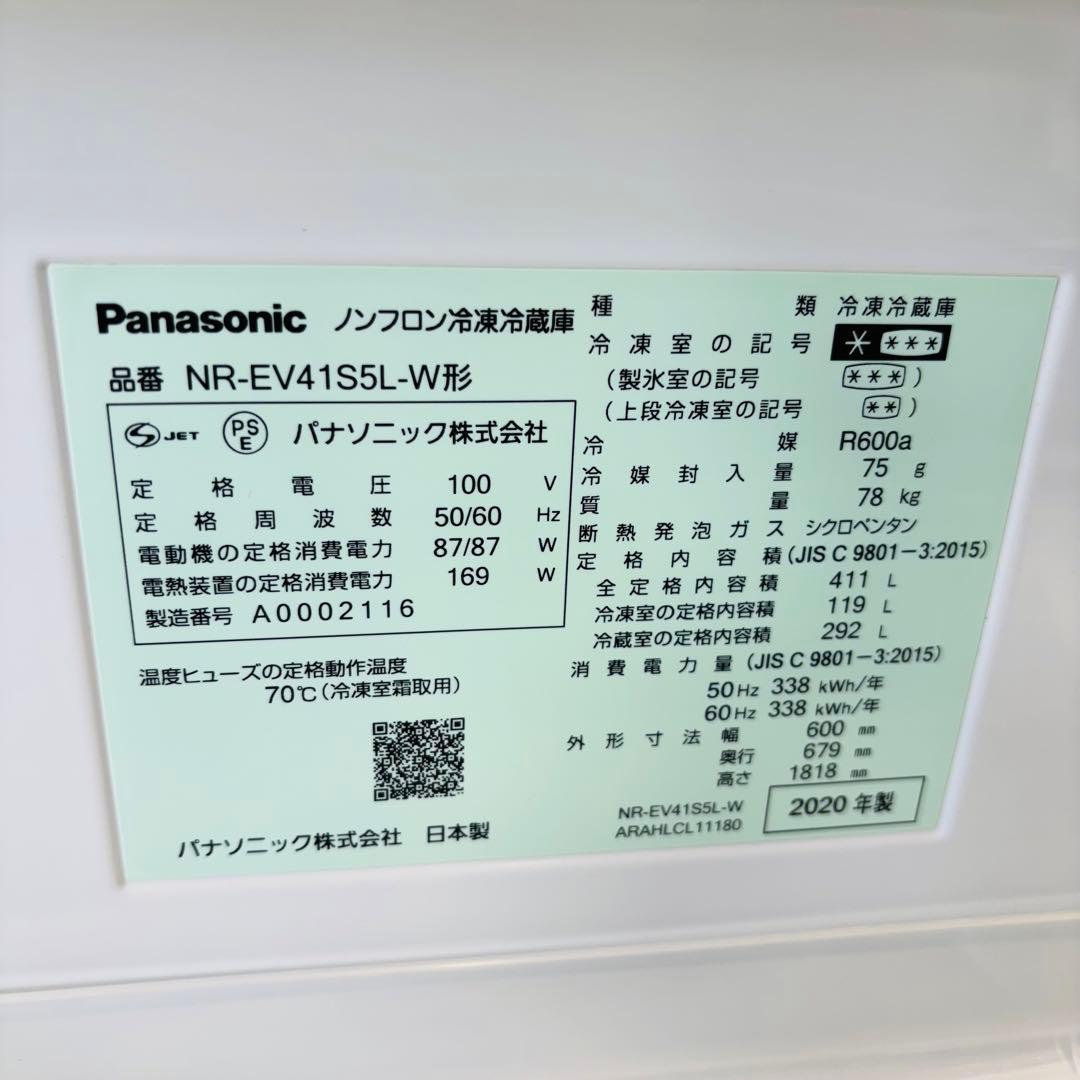 Panasonic ノンフロン冷凍冷蔵庫
品番 NR-EV41S5L-W形
S JET PSE パナソニック株式会社
定格電圧 100 V
定格周波数 50/60 Hz
電動機の定格消費電力 87/87 W
電熱装置の定格消費電力 169 W
製造番号 A0002116
温度ヒューズの定格動作温度
70℃(冷凍室霜取用)
パナソニック株式会社 日本製
種類 冷凍冷蔵庫
冷凍室の記号 * ***
(製氷室の記号 *** )
(上段冷凍室の記号 ** )
冷媒 R600a
冷媒封入量 75 g
質量 78 kg
断熱発泡ガス シクロペンタン
定格内容積(JIS C 9801-3:2015)
全定格内容積 411 L
冷凍室の定格内容積 119 L
冷蔵室の定格内容積 292 L
消費電力量(JIS C 9801-3:2015)
50Hz 338 kWh/年
60Hz 338 kWh/年
外形寸法 幅 600 mm
奥行 679 mm
高さ 1818 mm
NR-EV41S5L-W
ARAHLCL11180
2020年製